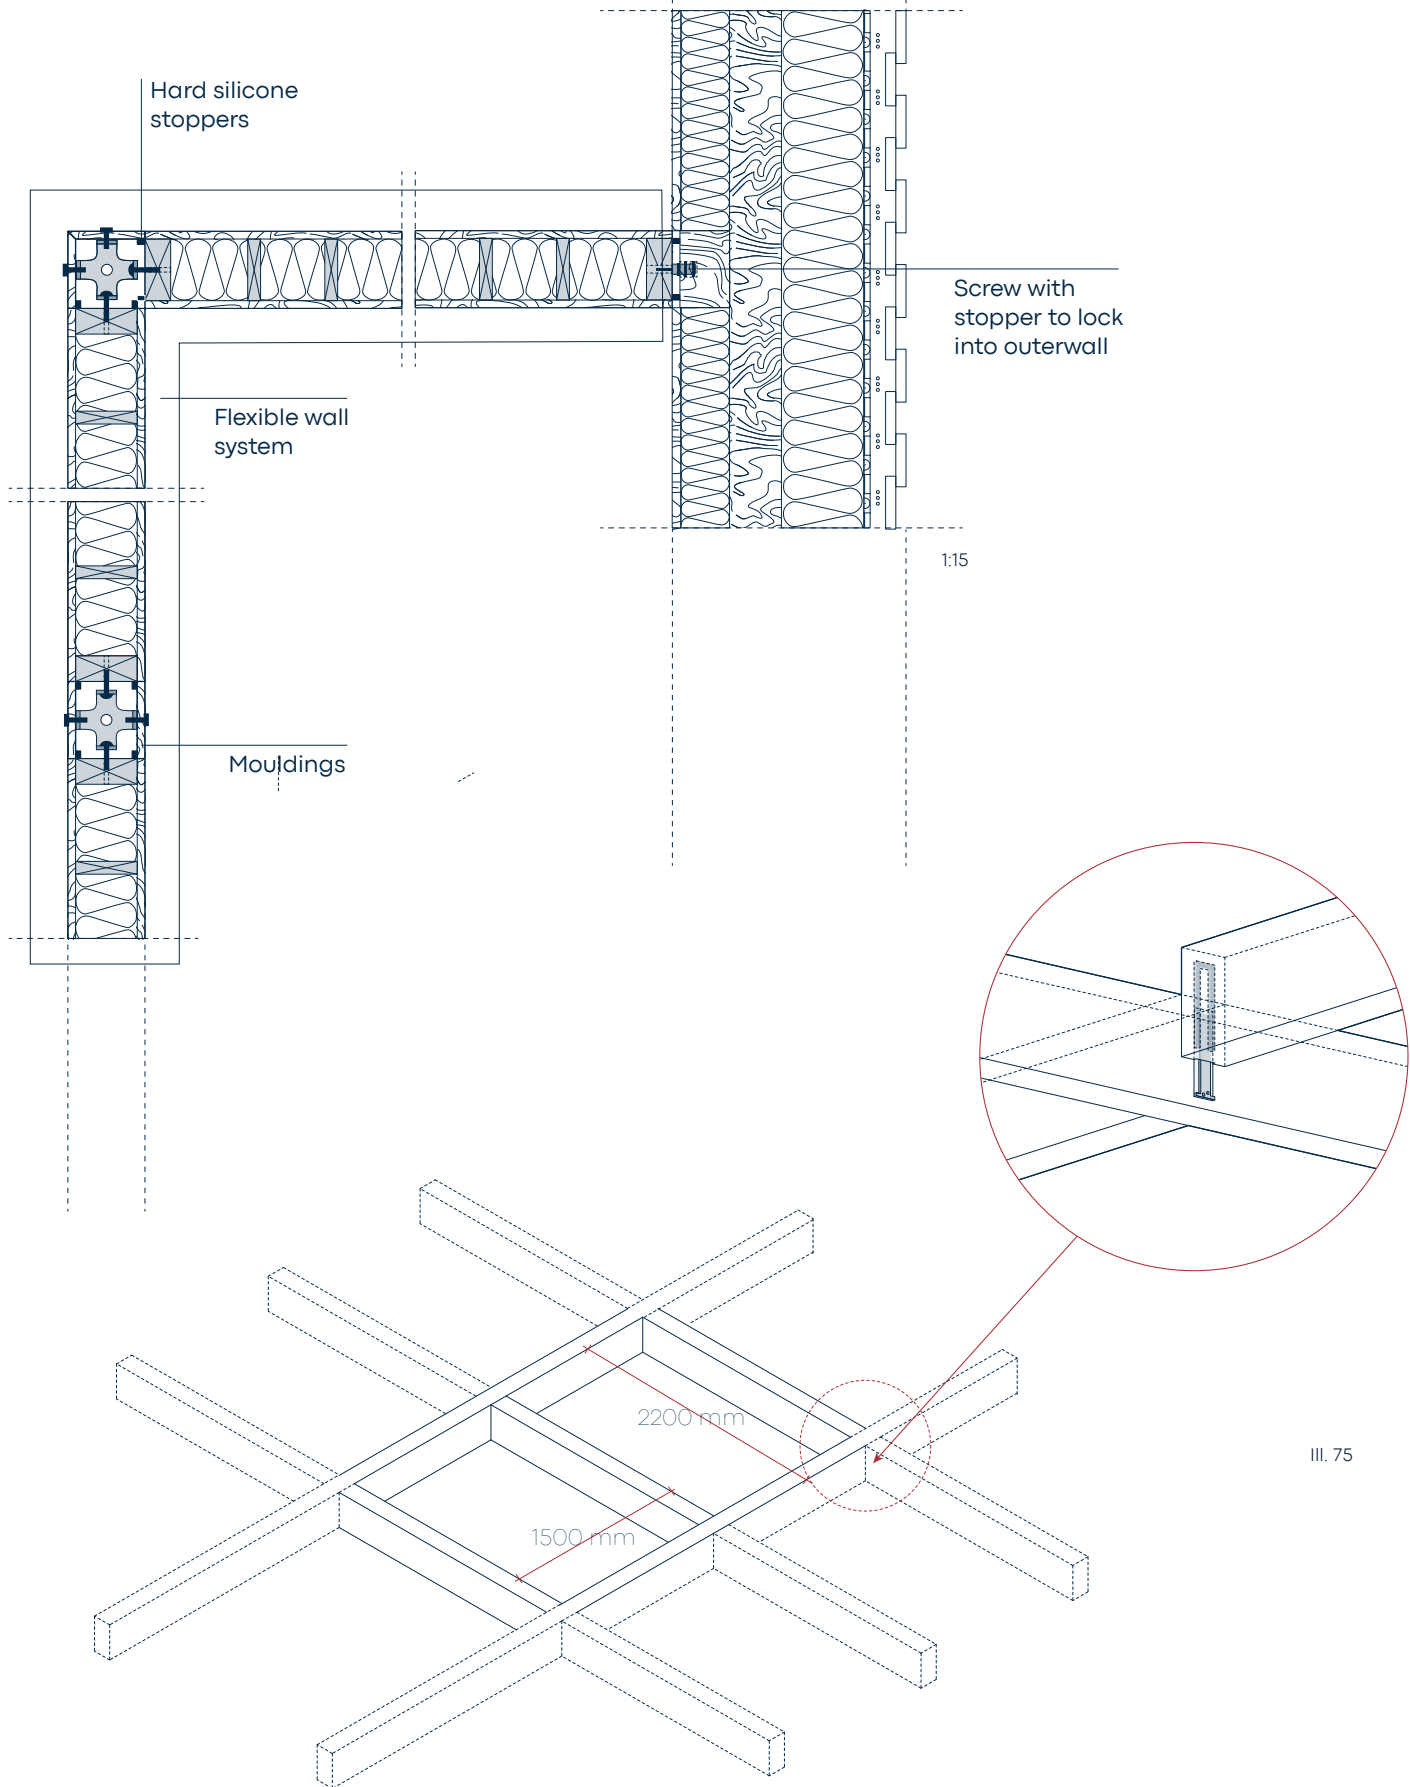 Hard silicone
stoppers
Screw with
stopper to lock
into outerwall
Flexible wall
system
1:15
Mouldings
2200 mm
Ill. 75
1500 mm